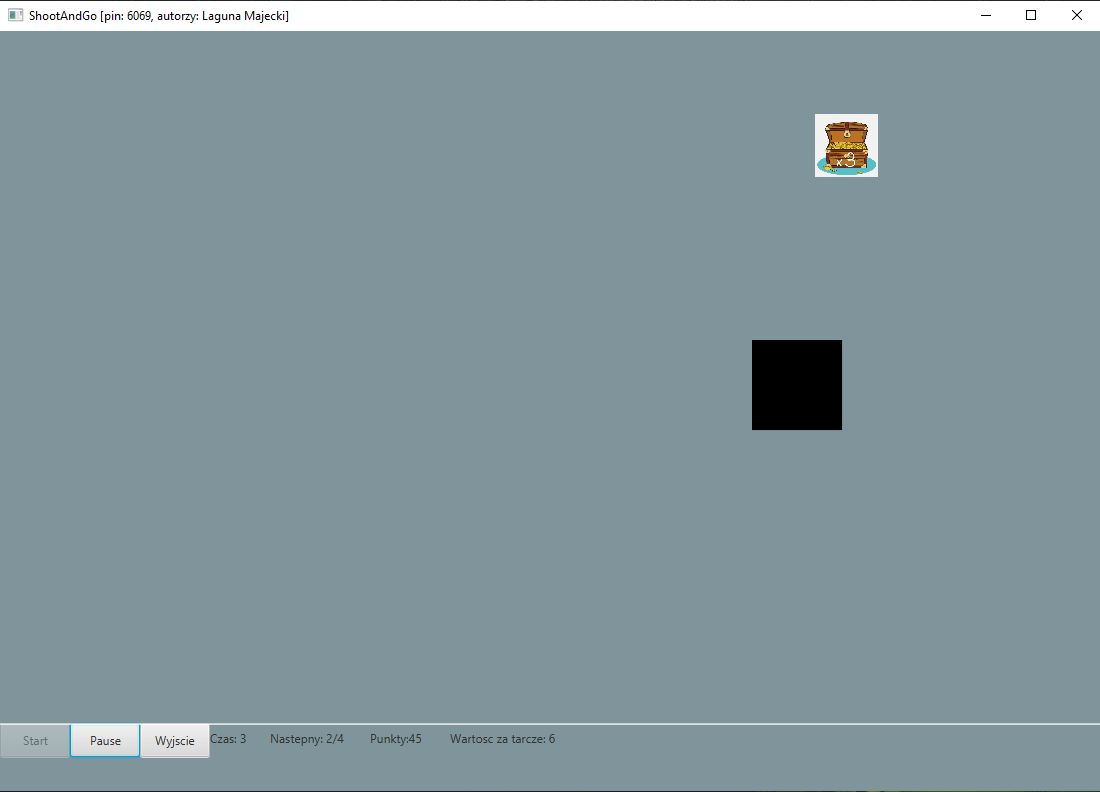 ShootAndGo [pin: 6069, autorzy: Laguna Majecki]
x3
Start Pause Wyjscie Czas: 3 Nastepny: 2/4 Punkty:45 Wartosc za tarcze: 6